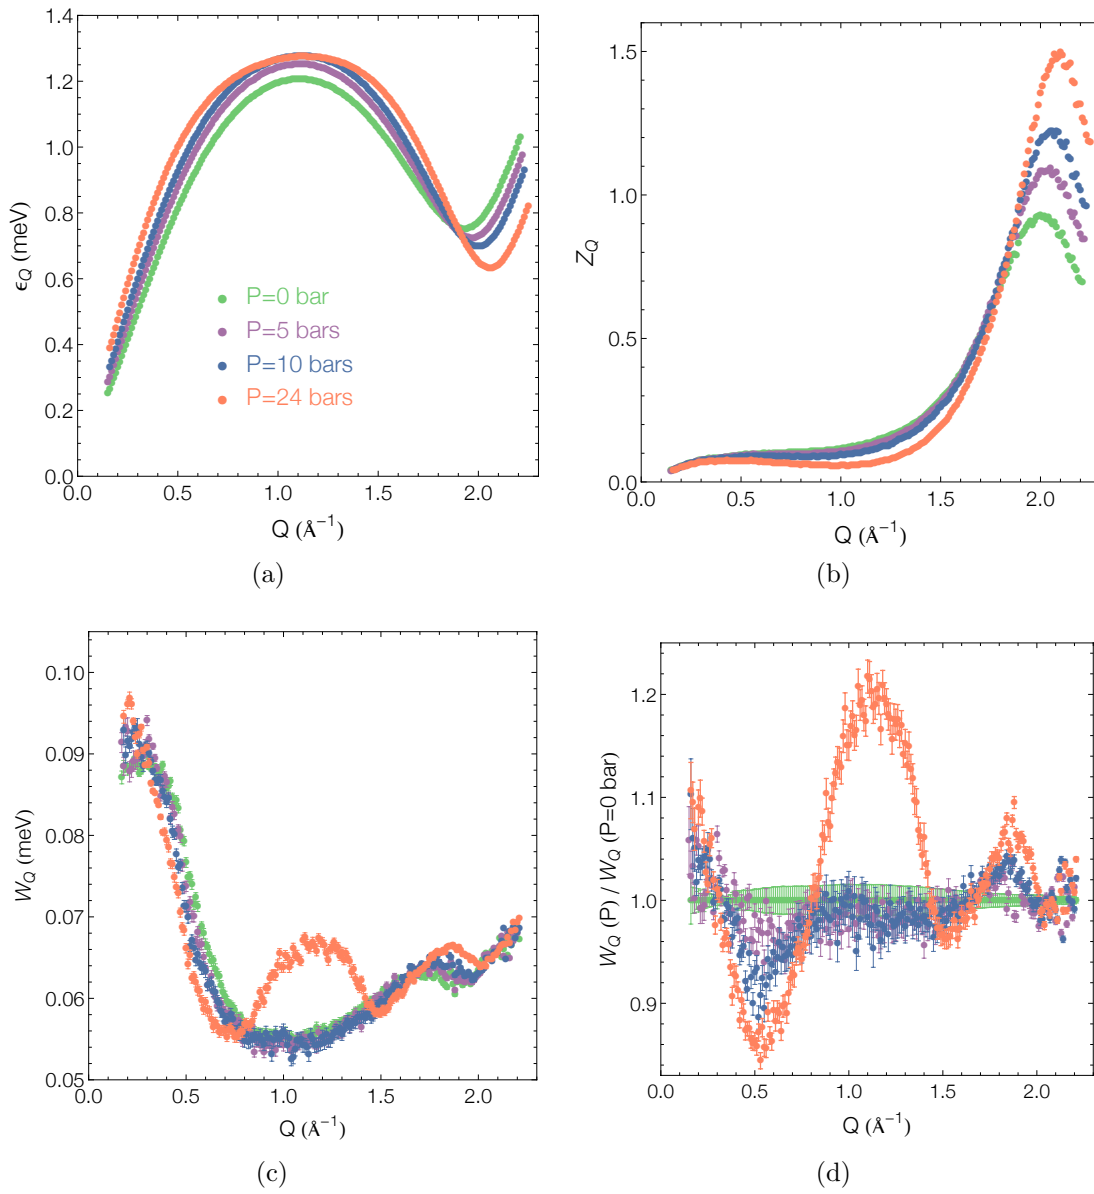 1.4
1.2
1.0
0.8
0.6
0.4
0.2
0.0
ϵQ (meV)
P=0 bar
P=5 bars
P=10 bars
P=24 bars
0.0 0.5 1.0 1.5 2.0
Q (Å⁻¹)
(a)
1.5
1.0
0.5
0.0
ZQ
0.0 0.5 1.0 1.5 2.0
Q (Å⁻¹)
(b)
0.10
0.09
0.08
0.07
0.06
0.05
WQ (meV)
0.0 0.5 1.0 1.5 2.0
Q (Å⁻¹)
(c)
1.2
1.1
1.0
0.9
WQ (P) / WQ (P=0 bar)
0.0 0.5 1.0 1.5 2.0
Q (Å⁻¹)
(d)